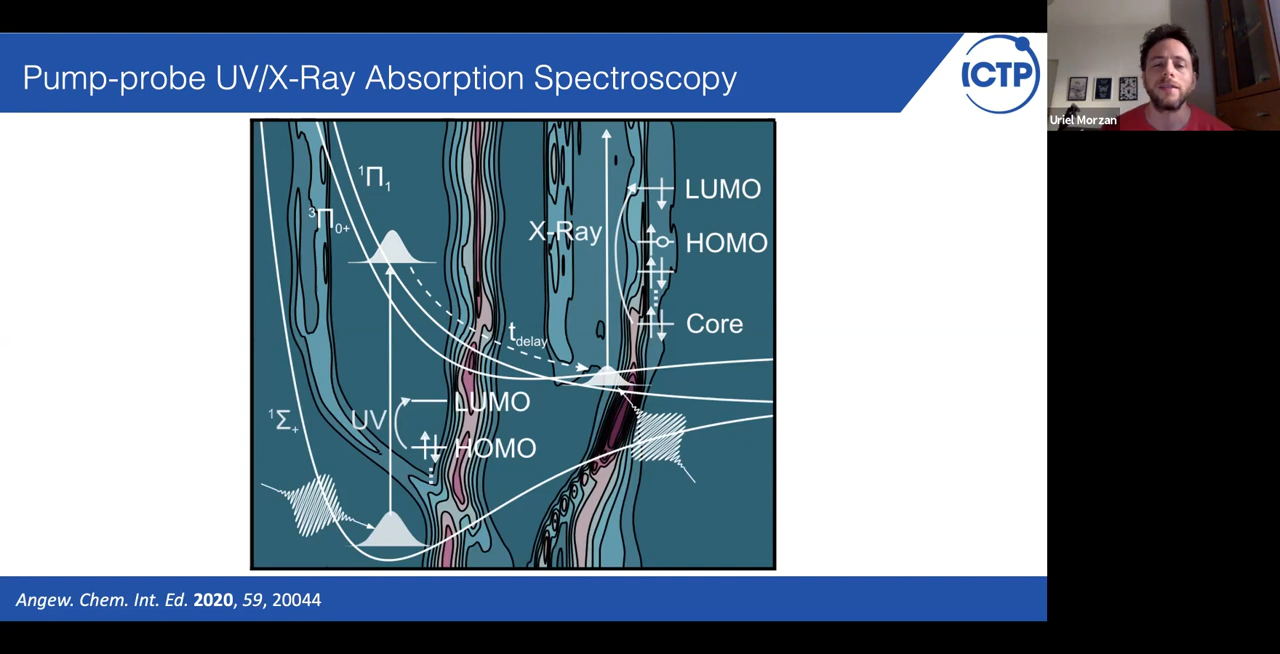 Pump-probe UV/X-Ray Absorption Spectroscopy
ICTP
Uriel Morzan
¹Π₁
³Π₀₊
X-Ray
LUMO
HOMO
Core
t_delay
LUMO
¹Σ₊
UV
HOMO
Angew. Chem. Int. Ed. 2020, 59, 20044